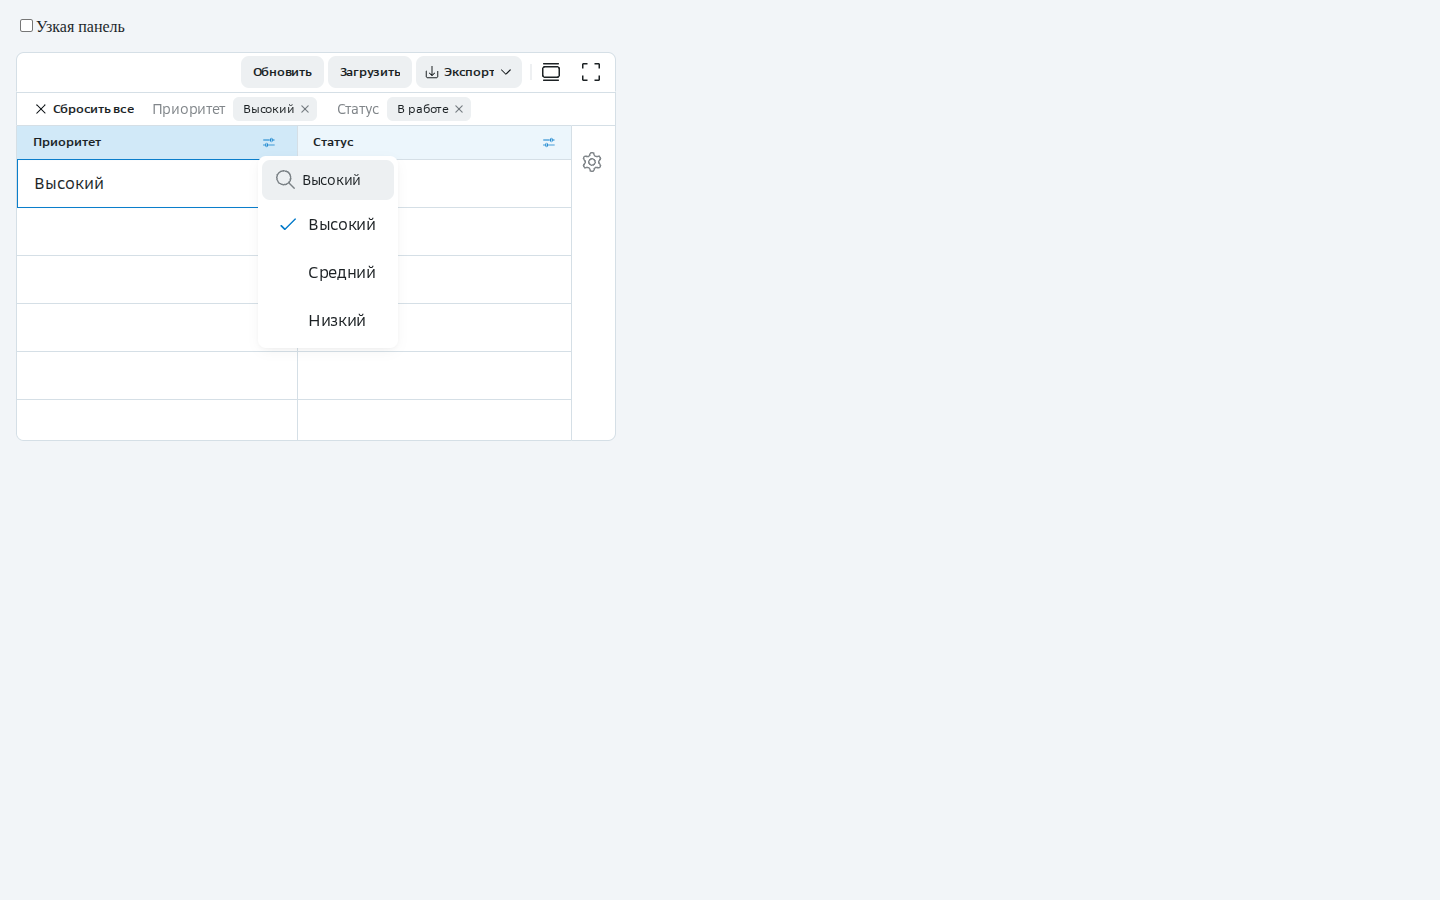 Узкая панель
Обновить Загрузить Экспорт
Сбросить все Приоритет Высокий Статус В работе
Приоритет Статус
Высокий
Высокий
Высокий
Средний
Низкий